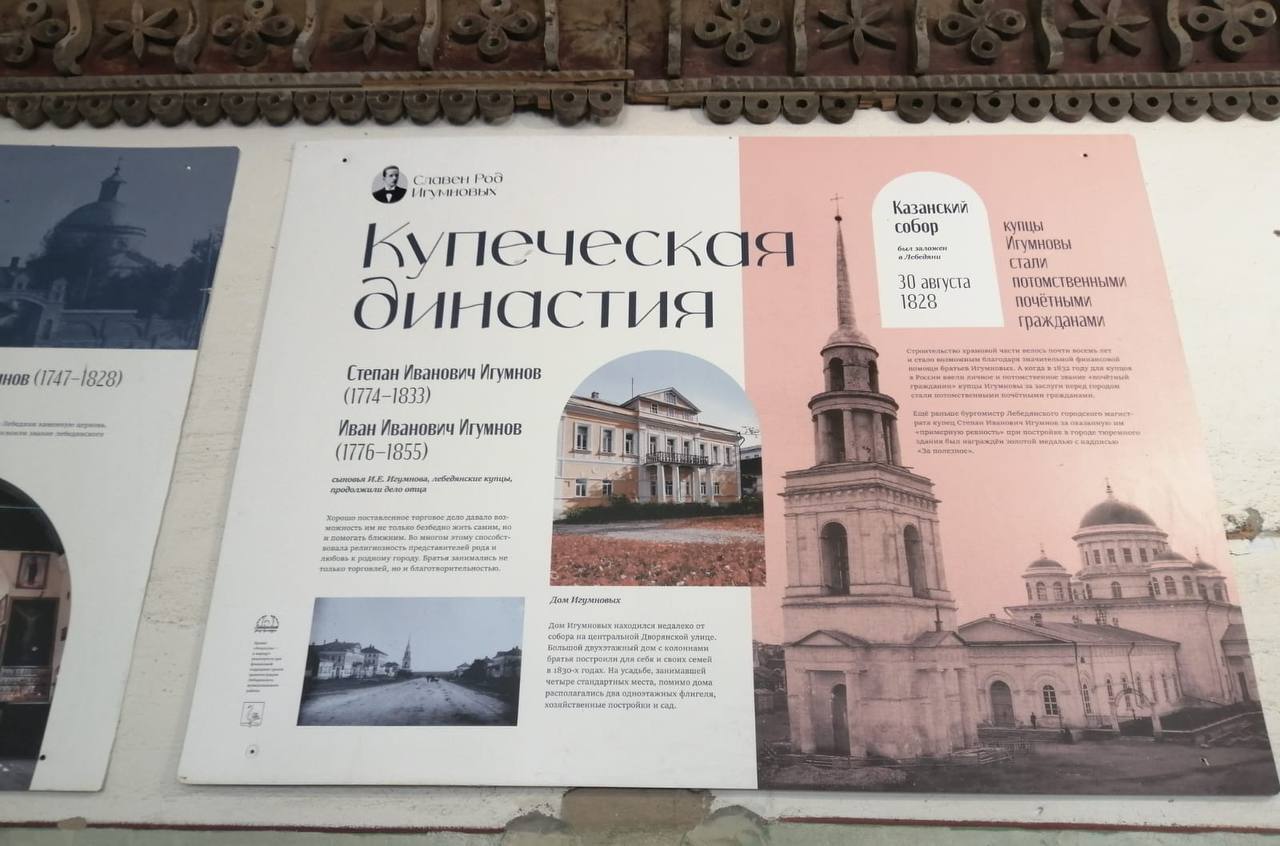 Славен Род
Игумновых
Купеческая
династия
Степан Иванович Игумнов
(1774–1833)
Иван Иванович Игумнов
(1776–1855)
сыновья И.Е. Игумнова, лебедянские купцы,
продолжили дело отца
Хорошо поставленное торговое дело давало воз-
можность им не только безбедно жить самим, но
и помогать ближним. Во многом этому способст-
вовала религиозность представителей рода и
любовь к родному городу. Братья занимались не
только торговлей, но и благотворительностью.
Дом Игумновых
Дом Игумновых находился недалеко от
собора на центральной Дворянской улице.
Большой двухэтажный дом с колоннами
братья построили для себя и своих семей
в 1830-х годах. На усадьбе, занимавшей
четыре стандартных места, помимо дома
располагались два одноэтажных флигеля,
хозяйственные постройки и сад.
Казанский
собор
был заложен
в Лебедяни
30 августа
1828
купцы
Игумновы
стали
потомственными
почётными
гражданами
Строительство храмовой части велось почти восемь лет
и стало возможным благодаря значительной финансовой
помощи братьев Игумновых. А когда в 1832 году для купцов
в России ввели личное и потомственное звание «почётный
гражданин» купцы Игумновы за заслуги перед городом
стали потомственными почётными гражданами.
Ещё раньше бургомистр Лебедянского городского магист-
рата купец Степан Иванович Игумнов за оказанную им
«примерную ревность» при постройке в городе тюремного
здания был награждён золотой медалью с надписью
«За полезное».
нов (1747–1828)
Лебедяни каменную церковь.
звание лебедянского